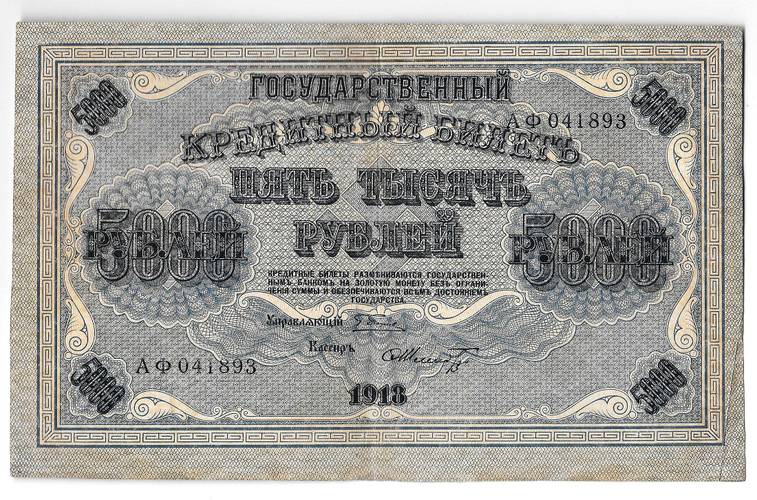 5000
5000
ГОСУДАРСТВЕННЫЙ
АФ 041893
КРЕДИТНЫЙ БИЛЕТЪ
ПЯТЬ ТЫСЯЧЪ
РУБЛЕЙ
5000
РУБЛЕЙ
5000
РУБЛЕЙ
КРЕДИТНЫЕ БИЛЕТЫ РАЗМѢНИВАЮТСЯ ГОСУДАРСТВЕН-
НЫМЪ БАНКОМЪ НА ЗОЛОТУЮ МОНЕТУ БЕЗЪ ОГРАНИ-
ЧЕНІЯ СУММЫ И ОБЕЗПЕЧИВАЮТСЯ ВСѢМЪ ДОСТОЯНІЕМЪ
ГОСУДАРСТВА.
Управляющій
Кассиръ
АФ 041893
5000
1918
5000